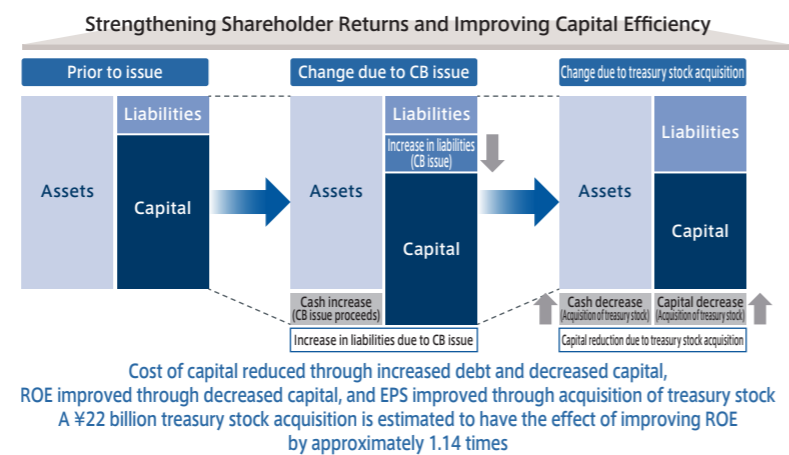 Strengthening Shareholder Returns and Improving Capital Efficiency
Prior to issue
Change due to CB issue
Change due to treasury stock acquisition
Assets
Liabilities
Capital
Assets
Liabilities
Increase in liabilities
(CB issue)
Capital
Cash increase
(CB issue proceeds)
Increase in liabilities due to CB issue
Assets
Liabilities
Capital
Cash decrease
(Acquisition of treasury stock)
Capital decrease
(Acquisition of treasury stock)
Capital reduction due to treasury stock acquisition
Cost of capital reduced through increased debt and decreased capital,
ROE improved through decreased capital, and EPS improved through acquisition of treasury stock
A ¥22 billion treasury stock acquisition is estimated to have the effect of improving ROE
by approximately 1.14 times